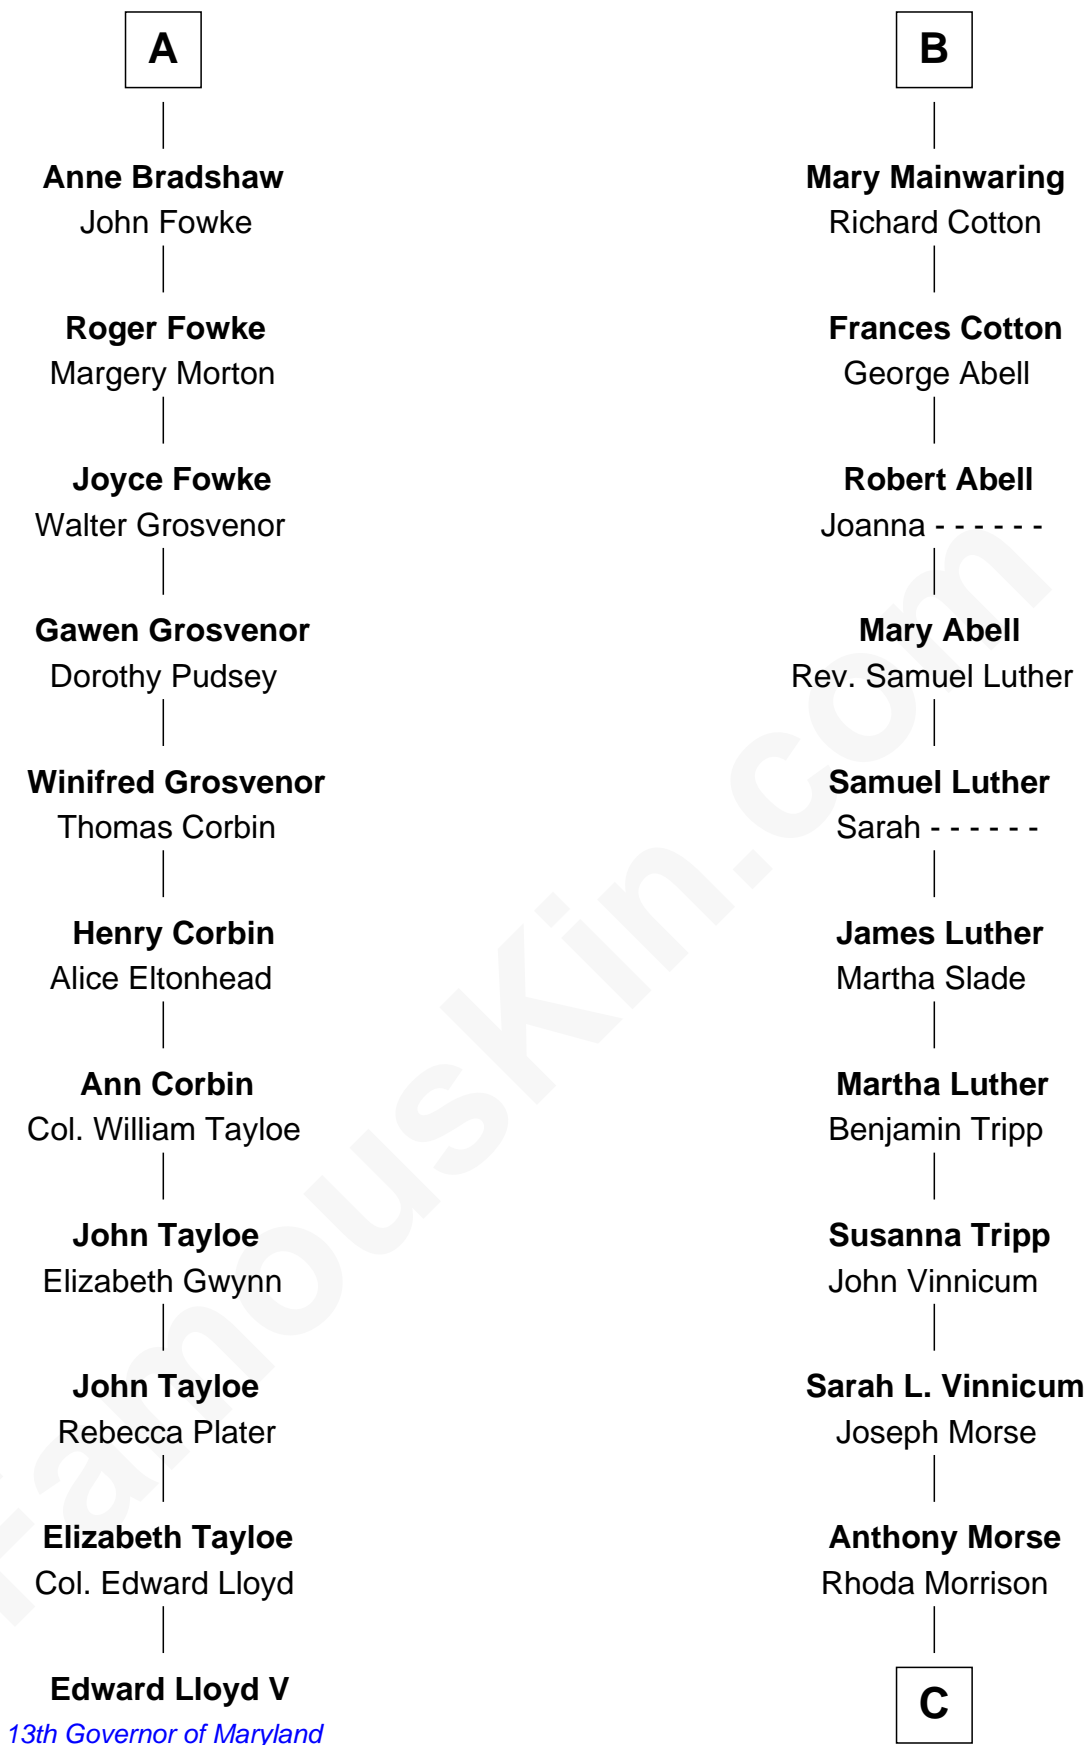 A
Anne Bradshaw
John Fowke
Roger Fowke
Margery Morton
Joyce Fowke
Walter Grosvenor
Gawen Grosvenor
Dorothy Pudsey
Winifred Grosvenor
Thomas Corbin
Henry Corbin
Alice Eltonhead
Ann Corbin
Col. William Tayloe
John Tayloe
Elizabeth Gwynn
John Tayloe
Rebecca Plater
Elizabeth Tayloe
Col. Edward Lloyd
Edward Lloyd V
13th Governor of Maryland
B
Mary Mainwaring
Richard Cotton
Frances Cotton
George Abell
Robert Abell
Joanna - - - - - -
Mary Abell
Rev. Samuel Luther
Samuel Luther
Sarah - - - - - -
James Luther
Martha Slade
Martha Luther
Benjamin Tripp
Susanna Tripp
John Vinnicum
Sarah L. Vinnicum
Joseph Morse
Anthony Morse
Rhoda Morrison
C
FamousKin.com